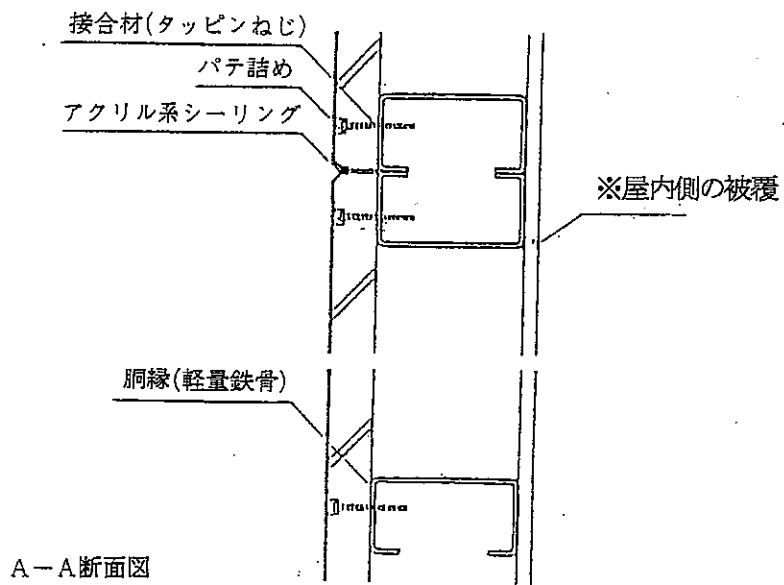 接合材(タッピンねじ)
パテ詰め
アクリル系シーリング
※屋内側の被覆
胴縁(軽量鉄骨)
A-A断面図